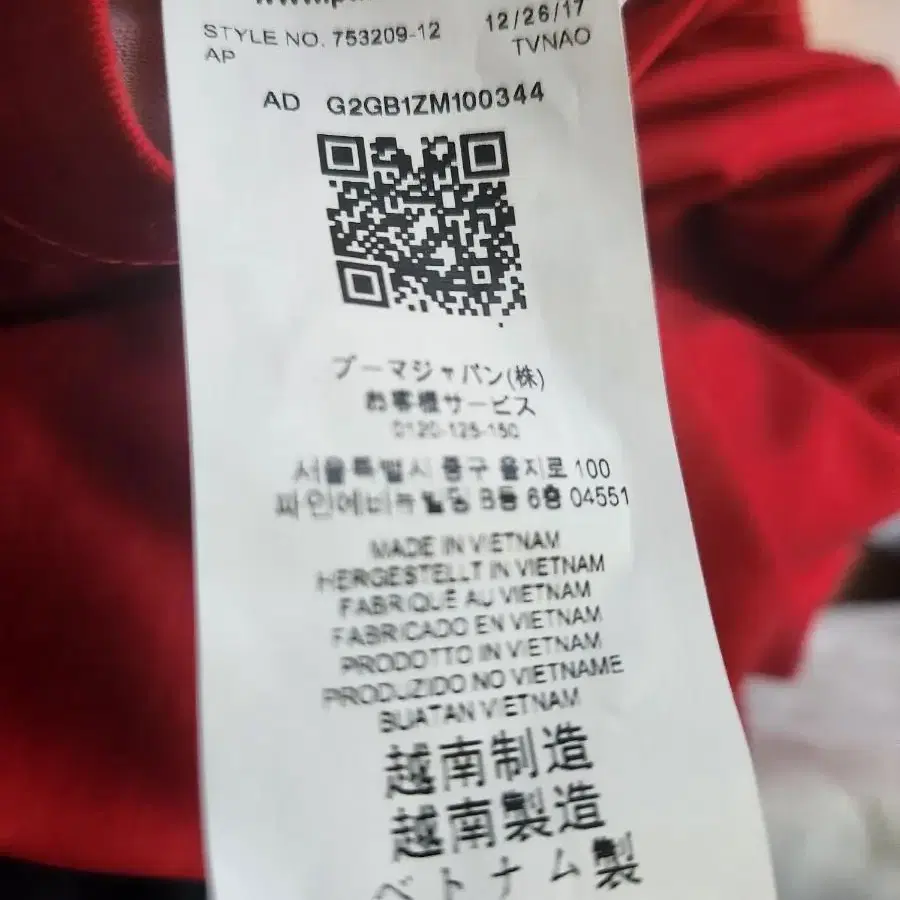 STYLE NO. 753209-12 12/26/17
AP TVNAO
AD G2GB1ZM100344
プーマジャパン(株)
お客様サービス
0120-125-150
서울특별시 중구 을지로 100
파인에비뉴 빌딩 B동 6층 04551
MADE IN VIETNAM
HERGESTELLT IN VIETNAM
FABRIQUÉ AU VIETNAM
FABRICADO EN VIETNAM
PRODOTTO IN VIETNAM
PRODUZIDO NO VIETNAME
BUATAN VIETNAM
越南制造
越南製造
ベトナム製